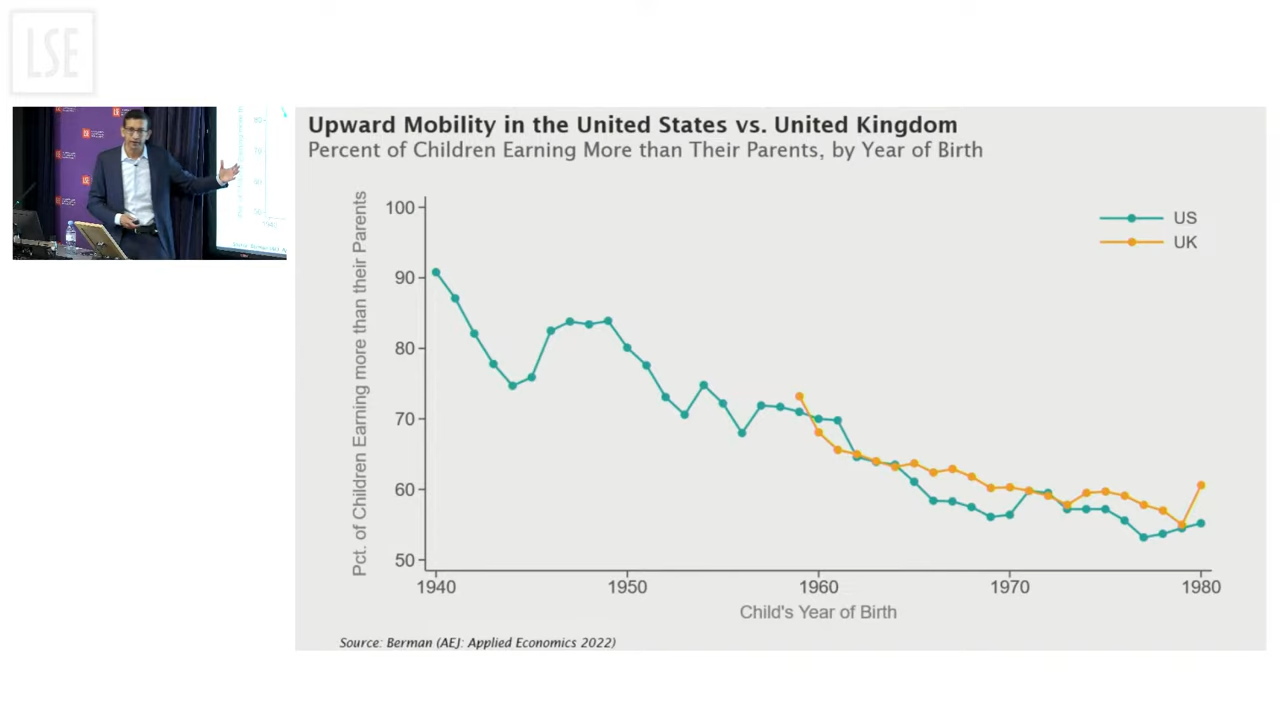 LSE
Upward Mobility in the United States vs. United Kingdom
Percent of Children Earning More than Their Parents, by Year of Birth
Pct. of Children Earning more than their Parents
100
90
80
70
60
50
US
UK
1940
1950
1960
1970
1980
Child's Year of Birth
Source: Berman (AEJ: Applied Economics 2022)